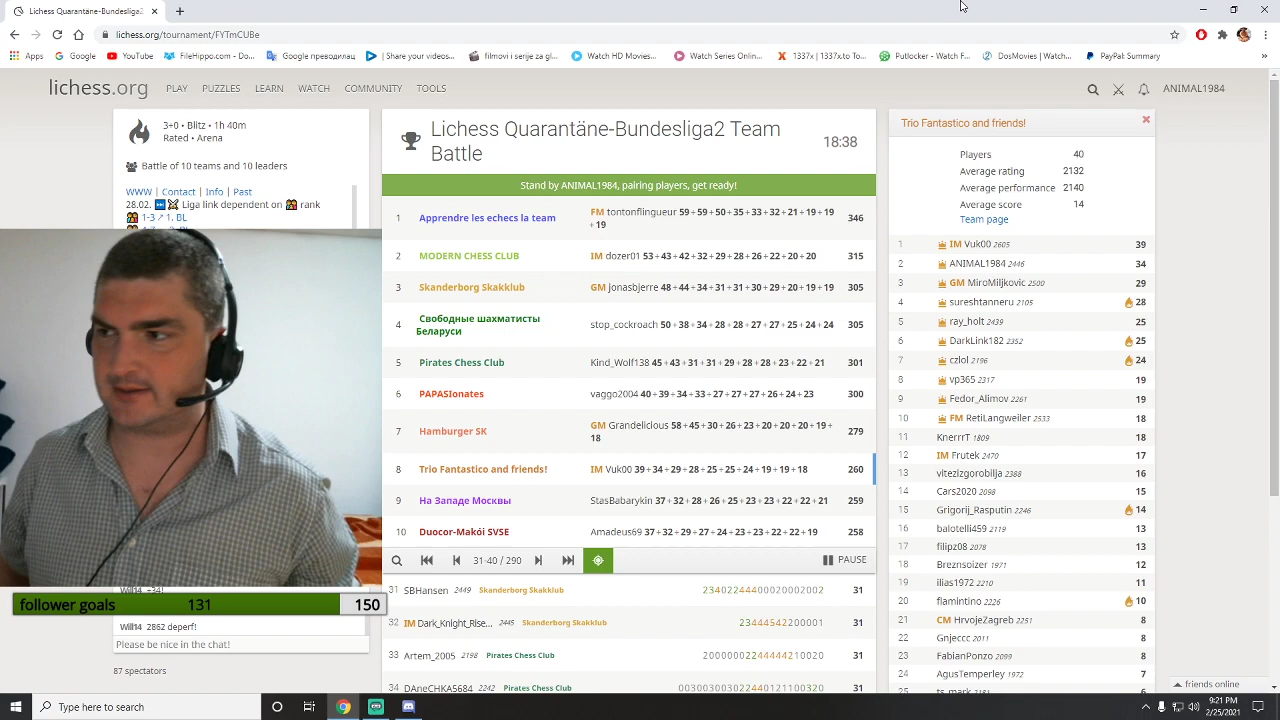 Lichess Quarantäne-Bundesliga
lichess.org/tournament/FYTmCUBe
Apps
Google
YouTube
FileHippo.com - Do...
Google преводилац
| Share your videos...
filmovi i serije za gl...
Watch HD Movies...
Watch Series Online...
1337x | 1337x.to To...
Putlocker - Watch F...
DosMovies | Watch...
PayPal: Summary
lichess.org
PLAY
PUZZLES
LEARN
WATCH
COMMUNITY
TOOLS
ANIMAL1984
3+0 • Blitz • 1h 40m
Rated • Arena
Battle of 10 teams and 10 leaders
WWW | Contact | Info | Past
28.02. Liga link dependent on rank
1-3 ↗ 1. BL
Lichess Quarantäne-Bundesliga2 Team
Battle
18:38
Stand by ANIMAL1984, pairing players, get ready!
1 Apprendre les echecs la team FM tontonflingueur 59+59+50+35+33+32+21+19+19
+19 346
2 MODERN CHESS CLUB IM dozer01 53+43+42+32+29+28+26+22+20+20 315
3 Skanderborg Skakklub GM Jonasbjerre 48+44+34+31+31+30+29+20+19+19 305
4 Свободные шахматисты
Беларуси stop_cockroach 50+38+34+28+28+27+27+25+24+24 305
5 Pirates Chess Club Kind_Wolf138 45+43+31+31+29+28+28+23+22+21 301
6 PAPASIonates vaggo2004 40+39+34+33+27+27+27+26+24+23 300
7 Hamburger SK GM Grandelicious 58+45+30+26+23+20+20+20+19+
18 279
8 Trio Fantastico and friends! IM Vuk00 39+34+29+28+25+25+24+19+19+18 260
9 На Западе Москвы StasBabarykin 37+32+28+26+25+23+23+22+22+21 259
10 Duocor-Makói SVSE Amadeus69 37+32+29+27+24+23+23+22+22+19 258
31-40 / 290
PAUSE
31 SBHansen 2449 Skanderborg Skakklub 2340224440002000 2002 31
32 IM Dark_Knight_Rise... 2445 Skanderborg Skakklub 23444542200001 31
33 Artem_2005 2198 Pirates Chess Club 2000000224444210020 31
34 DAneCHKA5684 2242 Pirates Chess Club 31
Trio Fantastico and friends!
Players 40
Average rating 2132
Average performance 2140
Average score 14
Team page
1 IM Vuk00 2605 39
2 ANIMAL1984 2446 34
3 GM MiroMiljkovic 2500 29
4 sureshtanneru 2105 28
5 ray_holt 2439 25
6 DarkLink182 2352 25
7 czlol 2196 24
8 vp365 2317 19
9 Fedor_Alimov 2261 19
10 FM RetiLangweiler 2533 18
11 KnerrrT 1809 18
12 IM Frutek 2470 17
13 vitezizgorobilja 2388 16
14 Cars2020 2098 15
15 Grigorij_Rasputin 2246 14
16 balotelli459 2119 13
17 filipz08 2078 13
18 Breznsoizer 1971 12
19 ilias1972 2210 11
20 flamintino 2226 10
21 CM HrvojeZagreb 2251 8
22 Gnjeccc 2011 8
23 FabianPonzo 2099 8
24 AgusTemperley 1972 7
friends online
follower goals 131 150
Will14 2862 deperf!
Please be nice in the chat!
87 spectators
Type here to search
9:21 PM
2/25/2021